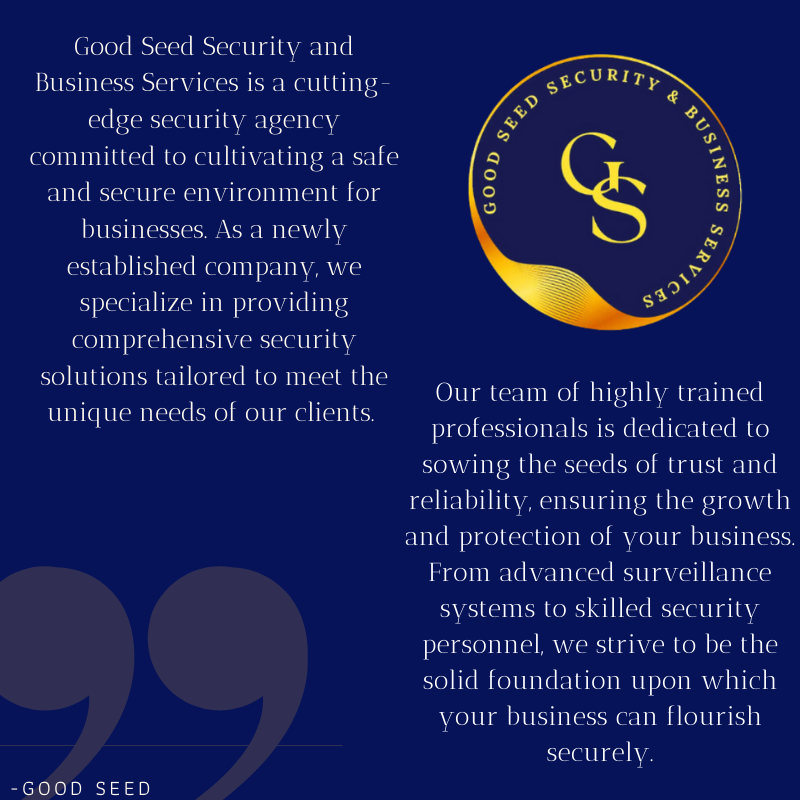 Good Seed Security and
Business Services is a cutting-
edge security agency
committed to cultivating a safe
and secure environment for
businesses. As a newly
established company, we
specialize in providing
comprehensive security
solutions tailored to meet the
unique needs of our clients.
GOOD SEED SECURITY & BUSINESS SERVICES
GS
Our team of highly trained
professionals is dedicated to
sowing the seeds of trust and
reliability, ensuring the growth
and protection of your business.
From advanced surveillance
systems to skilled security
personnel, we strive to be the
solid foundation upon which
your business can flourish
securely.
”
-GOOD SEED